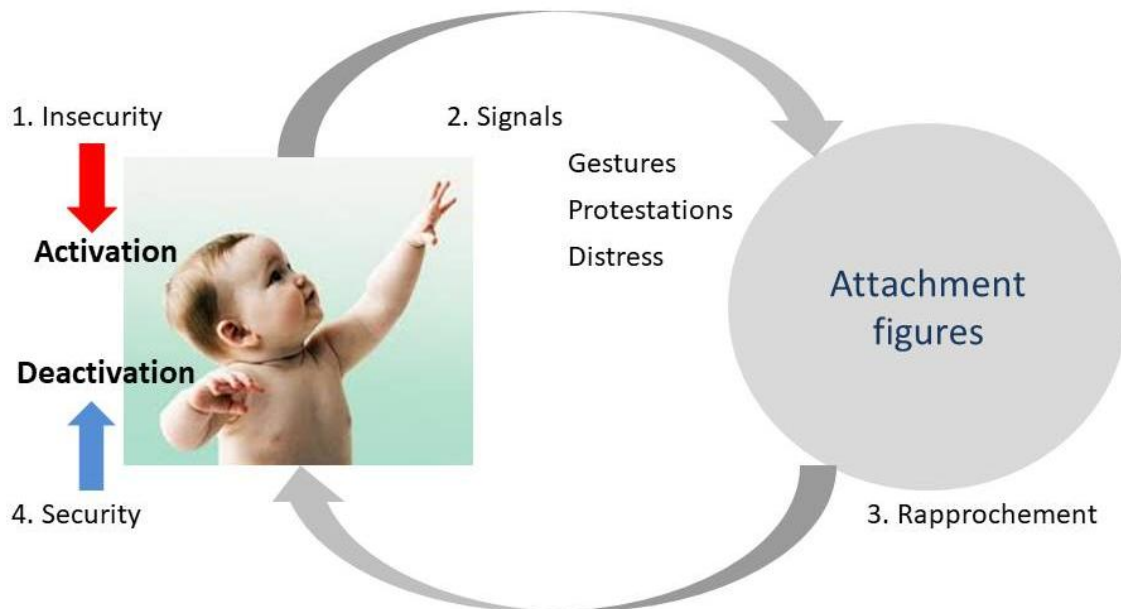 1. Insecurity
Activation
Deactivation
4. Security
2. Signals
Gestures
Protestations
Distress
Attachment
figures
3. Rapprochement